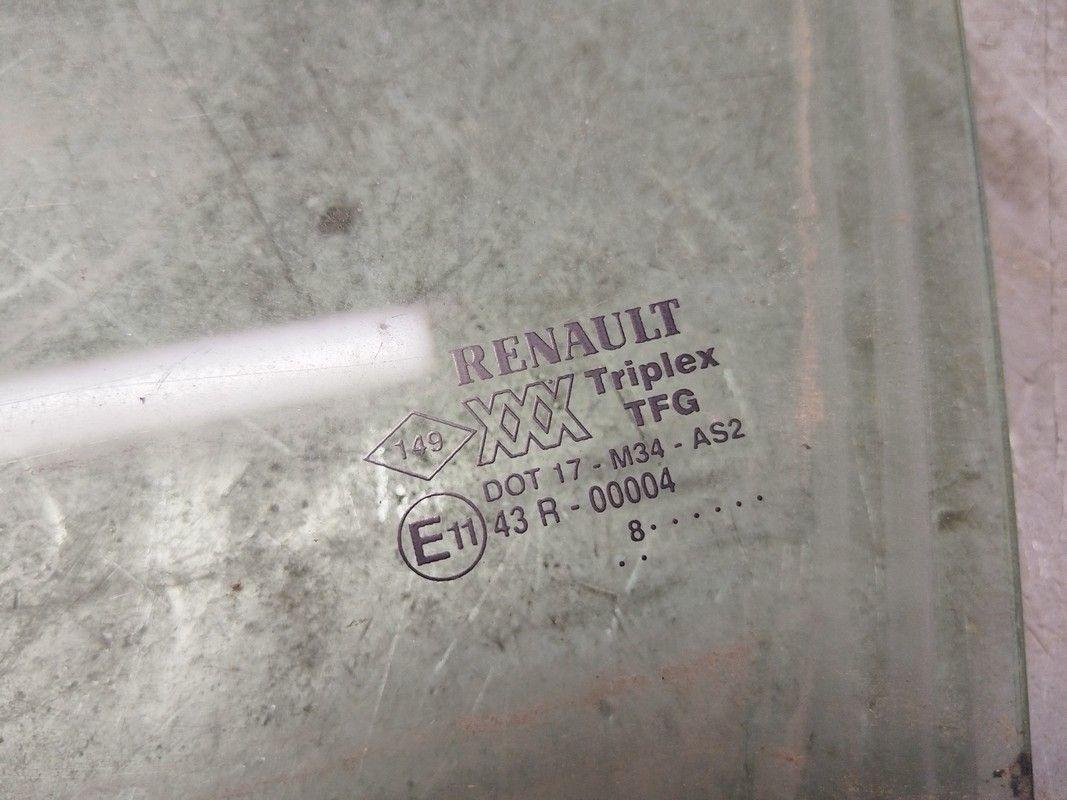 RENAULT
149 XXX Triplex
TFG
DOT 17 - M34 - AS2
E11 43 R - 00004
8 . . . . . .
. .